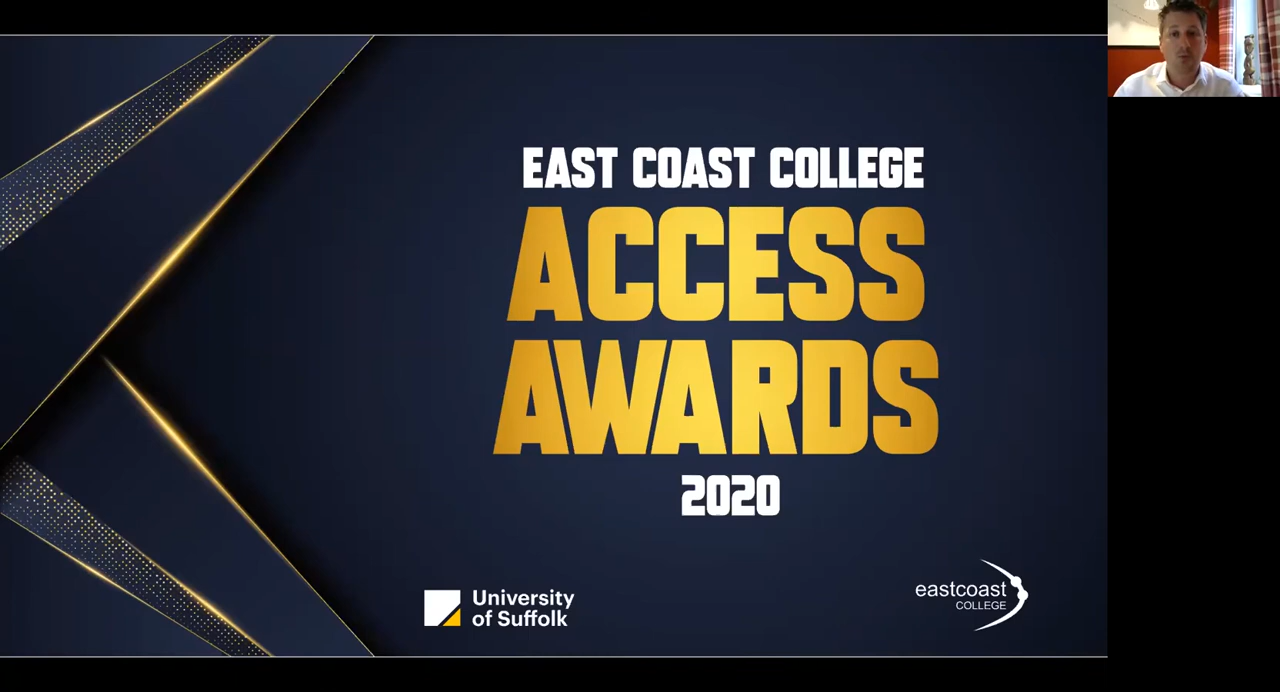 EAST COAST COLLEGE
ACCESS
AWARDS
2020
University
of Suffolk
eastcoast
COLLEGE